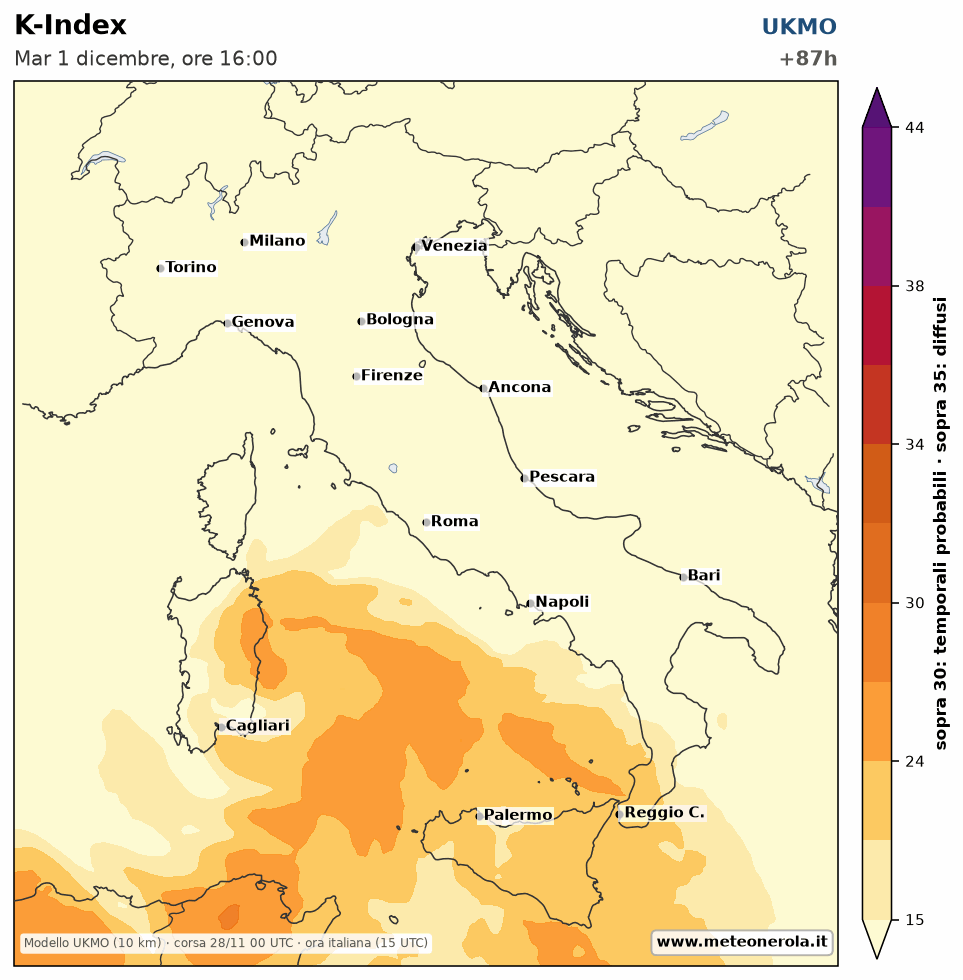 K-Index
UKMO
Mar 1 dicembre, ore 16:00
+87h
44
38
34
30
24
15
sopra 30: temporali probabili · sopra 35: diffusi
Milano
Venezia
Torino
Genova
Bologna
Firenze
Ancona
Pescara
Roma
Bari
Napoli
Cagliari
Palermo
Reggio C.
Modello UKMO (10 km) · corsa 28/11 00 UTC · ora italiana (15 UTC)
www.meteonerola.it